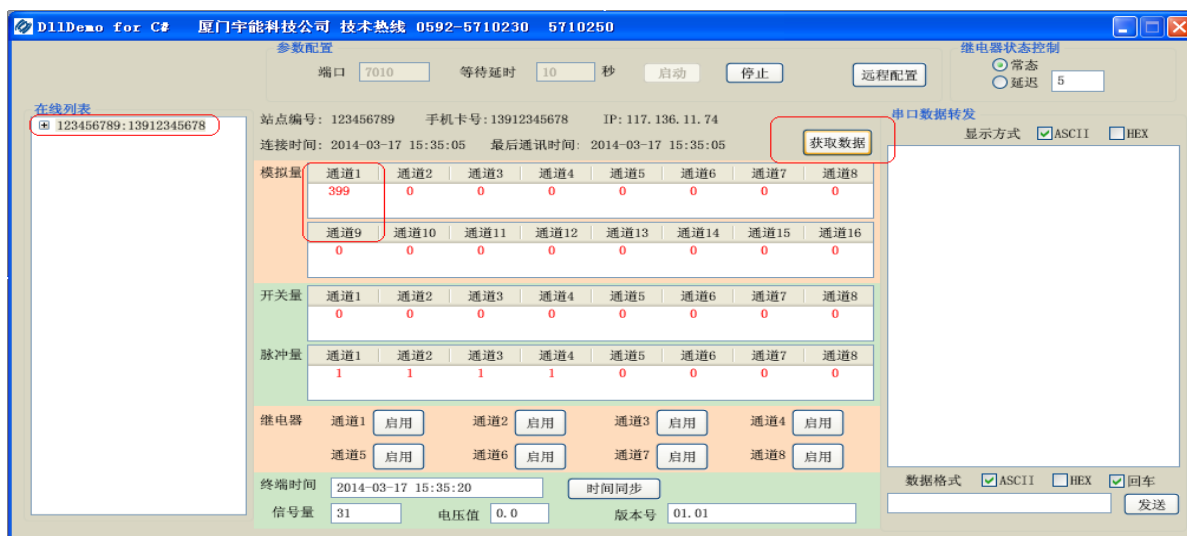 DllDemo for C# 厦门宇能科技公司 技术热线 0592-5710230 5710250
参数配置
端口 7010 等待延时 10 秒 启动 停止 远程配置
继电器状态控制
常态
延迟 5
在线列表
123456789:13912345678
站点编号: 123456789 手机卡号:13912345678 IP:117.136.11.74
连接时间: 2014-03-17 15:35:05 最后通讯时间: 2014-03-17 15:35:05 获取数据
模拟量 通道1 通道2 通道3 通道4 通道5 通道6 通道7 通道8
399 0 0 0 0 0 0 0
通道9 通道10 通道11 通道12 通道13 通道14 通道15 通道16
0 0 0 0 0 0 0 0
开关量 通道1 通道2 通道3 通道4 通道5 通道6 通道7 通道8
0 0 0 0 0 0 0 0
脉冲量 通道1 通道2 通道3 通道4 通道5 通道6 通道7 通道8
1 1 1 1 0 0 0 0
继电器 通道1 启用 通道2 启用 通道3 启用 通道4 启用
通道5 启用 通道6 启用 通道7 启用 通道8 启用
终端时间 2014-03-17 15:35:20 时间同步
信号量 31 电压值 0.0 版本号 01.01
串口数据转发
显示方式 ASCII HEX
数据格式 ASCII HEX 回车
发送